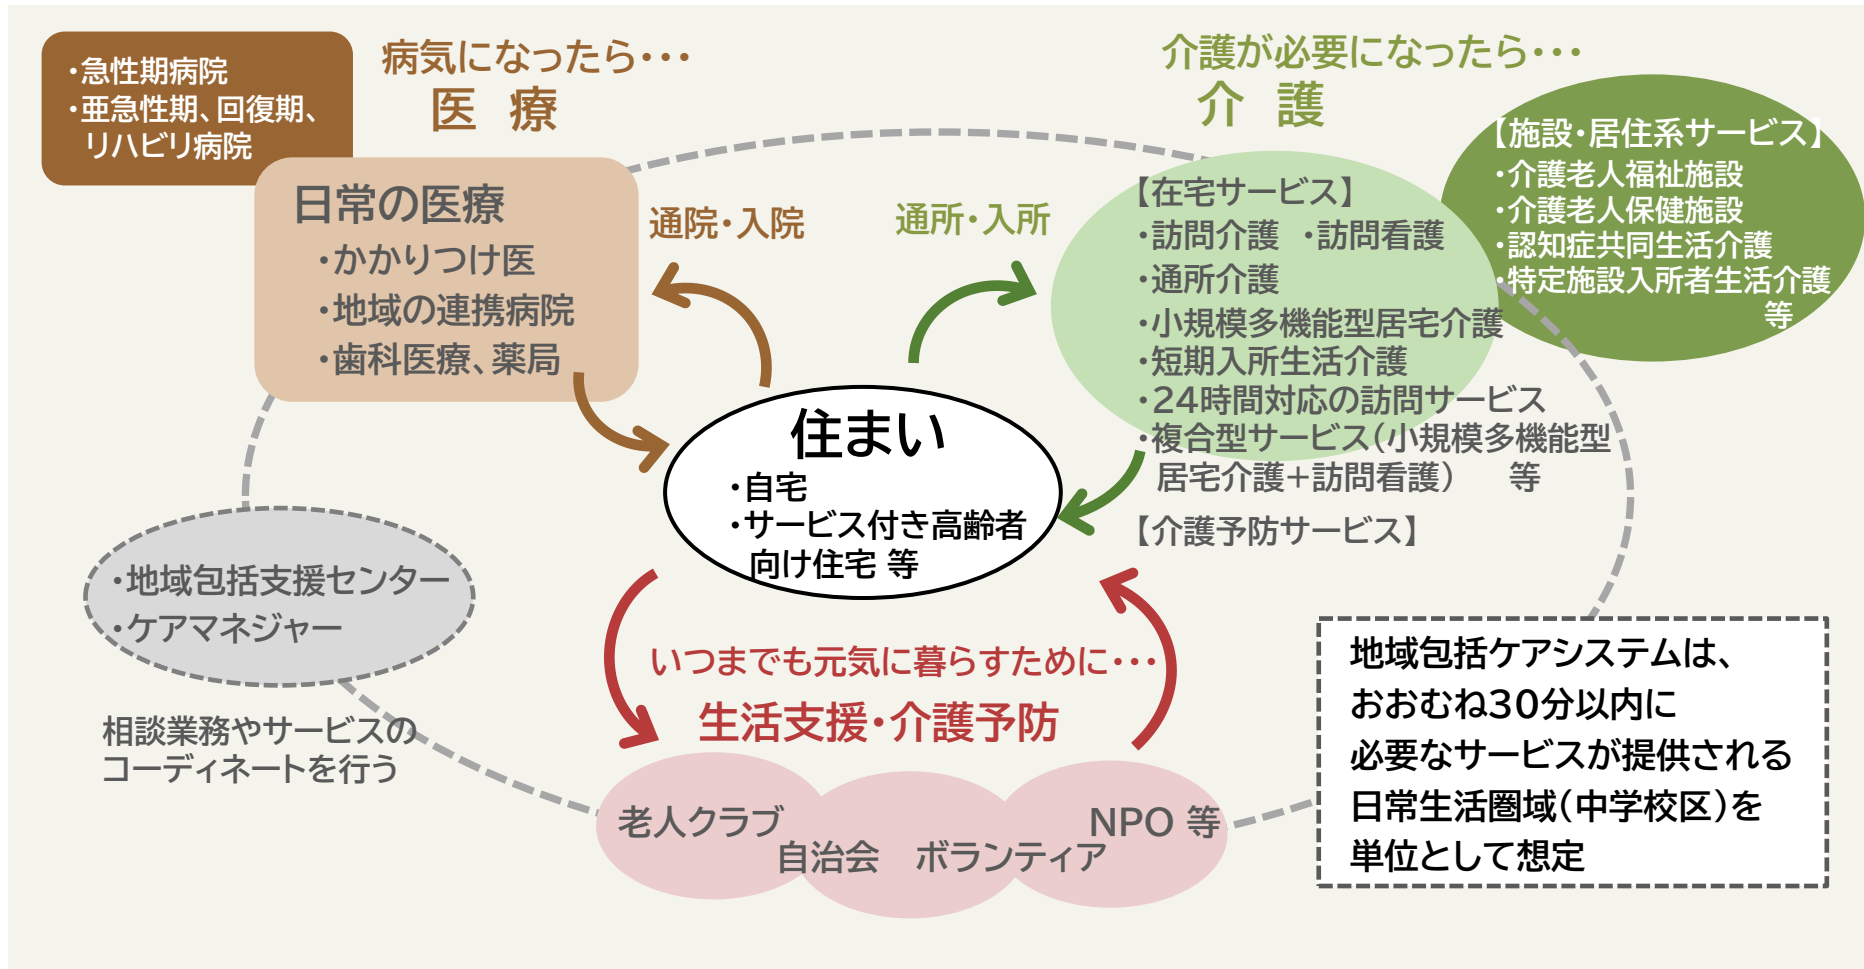 ・急性期病院
・亜急性期、回復期、
リハビリ病院
病気になったら・・・
医 療
日常の医療
・かかりつけ医
・地域の連携病院
・歯科医療、薬局
通院・入院
介護が必要になったら・・・
介 護
通所・入所
【在宅サービス】
・訪問介護 ・訪問看護
・通所介護
・小規模多機能型居宅介護
・短期入所生活介護
・24時間対応の訪問サービス
・複合型サービス(小規模多機能型
居宅介護+訪問看護) 等
【介護予防サービス】
【施設・居住系サービス】
・介護老人福祉施設
・介護老人保健施設
・認知症共同生活介護
・特定施設入所者生活介護
等
住まい
・自宅
・サービス付き高齢者
向け住宅 等
・地域包括支援センター
・ケアマネジャー
相談業務やサービスの
コーディネートを行う
いつまでも元気に暮らすために・・・
生活支援・介護予防
老人クラブ
自治会 ボランティア
NPO 等
地域包括ケアシステムは、
おおむね30分以内に
必要なサービスが提供される
日常生活圏域(中学校区)を
単位として想定